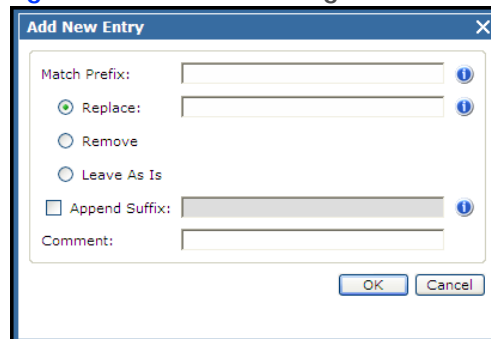 Add New Entry
Match Prefix:
Replace:
Remove
Leave As Is
Append Suffix:
Comment:
OK Cancel